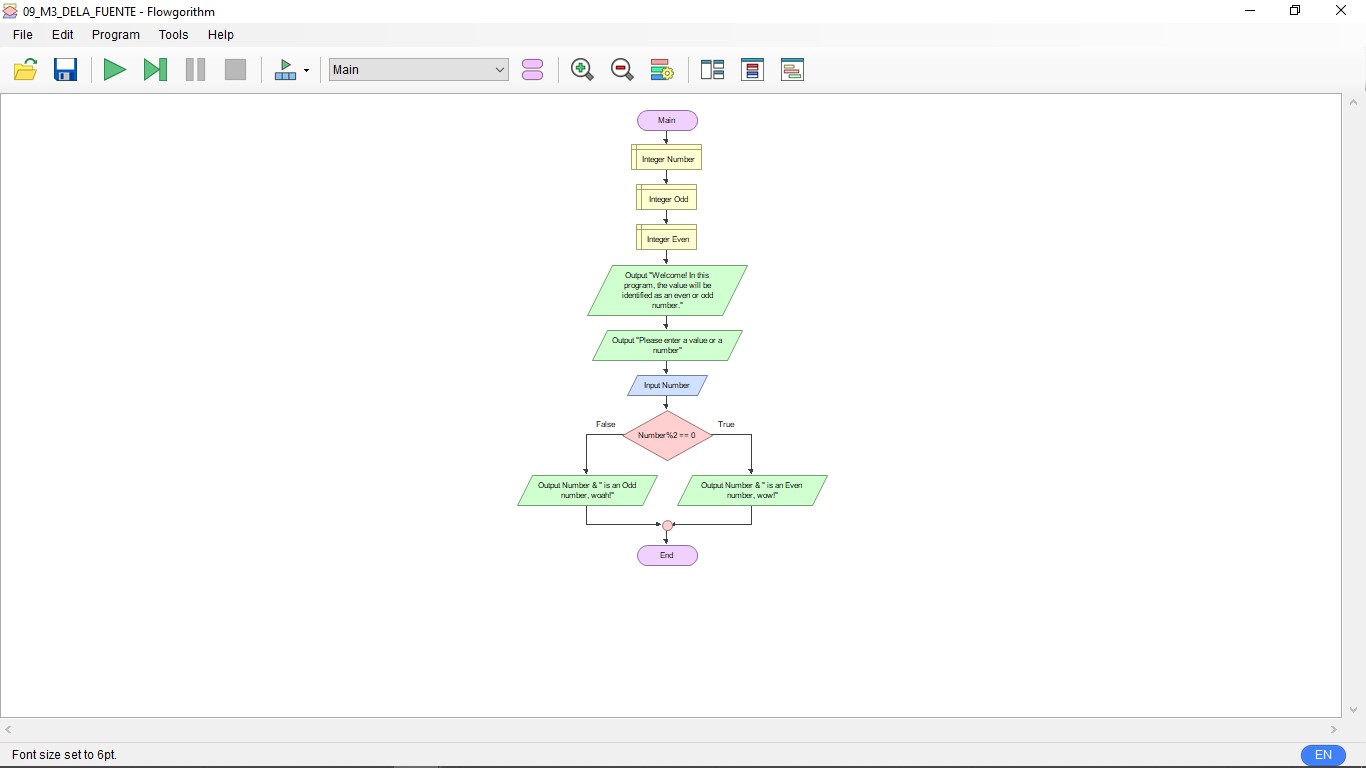 09_M3_DELA_FUENTE - Flowgorithm
File Edit Program Tools Help
Main
Main
Integer Number
Integer Odd
Integer Even
Output "Welcome! In this
program, the value will be
identified as an even or odd
number."
Output "Please enter a value or a
number"
Input Number
False
True
Number%2 == 0
Output Number & " is an Odd
number, woah!"
Output Number & " is an Even
number, wow!"
End
Font size set to 6pt.
EN